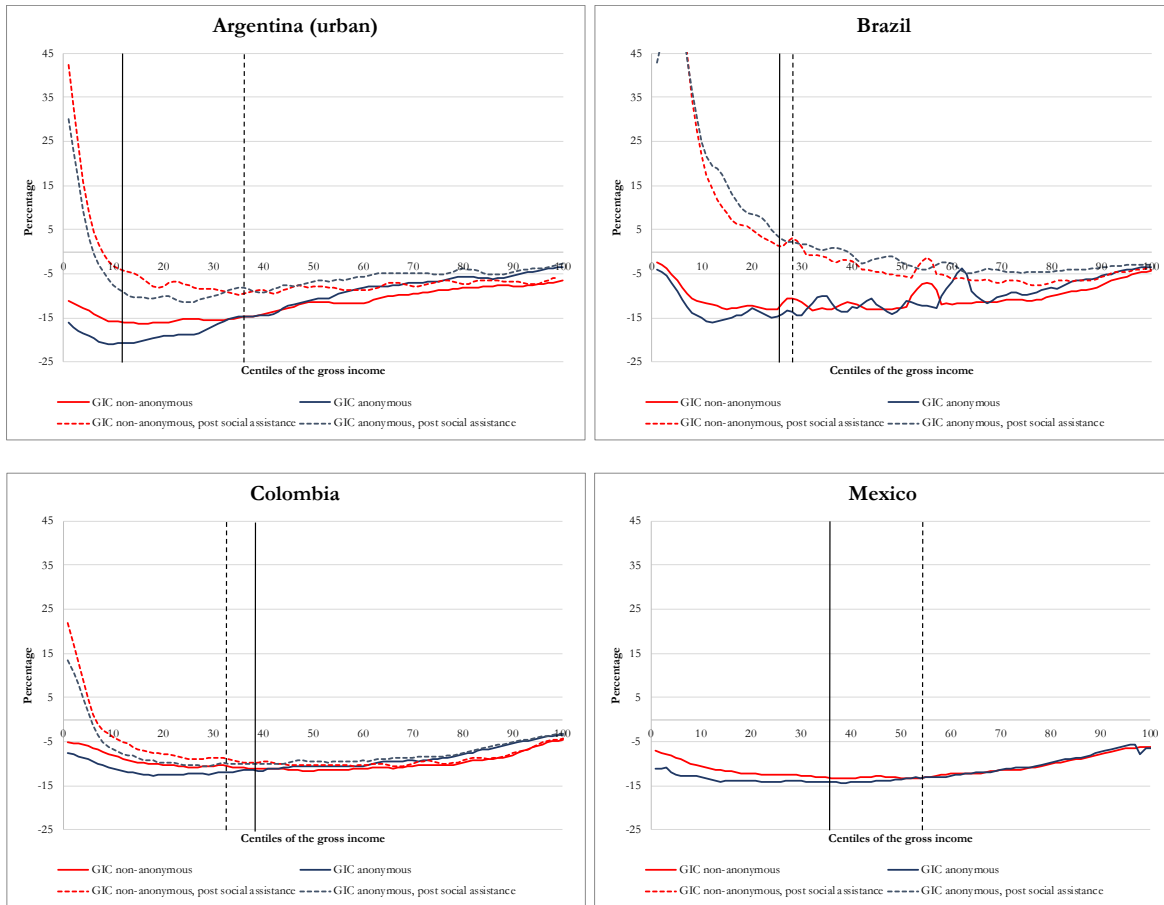 Argentina (urban)
45
35
25
15
5
-5
-15
-25
Percentage
0 10 20 30 40 50 60 70 80 90 100
Centiles of the gross income
GIC non-anonymous
GIC anonymous
GIC non-anonymous, post social assistance
GIC anonymous, post social assistance
Brazil
45
35
25
15
5
-5
-15
-25
Percentage
0 10 20 30 40 50 60 70 80 90 100
Centiles of the gross income
GIC non-anonymous
GIC anonymous
GIC non-anonymous, post social assistance
GIC anonymous, post social assistance
Colombia
45
35
25
15
5
-5
-15
-25
Percentage
0 10 20 30 40 50 60 70 80 90 100
Centiles of the gross income
GIC non-anonymous
GIC anonymous
GIC non-anonymous, post social assistance
GIC anonymous, post social assistance
Mexico
45
35
25
15
5
-5
-15
-25
Percentage
0 10 20 30 40 50 60 70 80 90 100
Centiles of the gross income
GIC non-anonymous
GIC anonymous
GIC non-anonymous, post social assistance
GIC anonymous, post social assistance